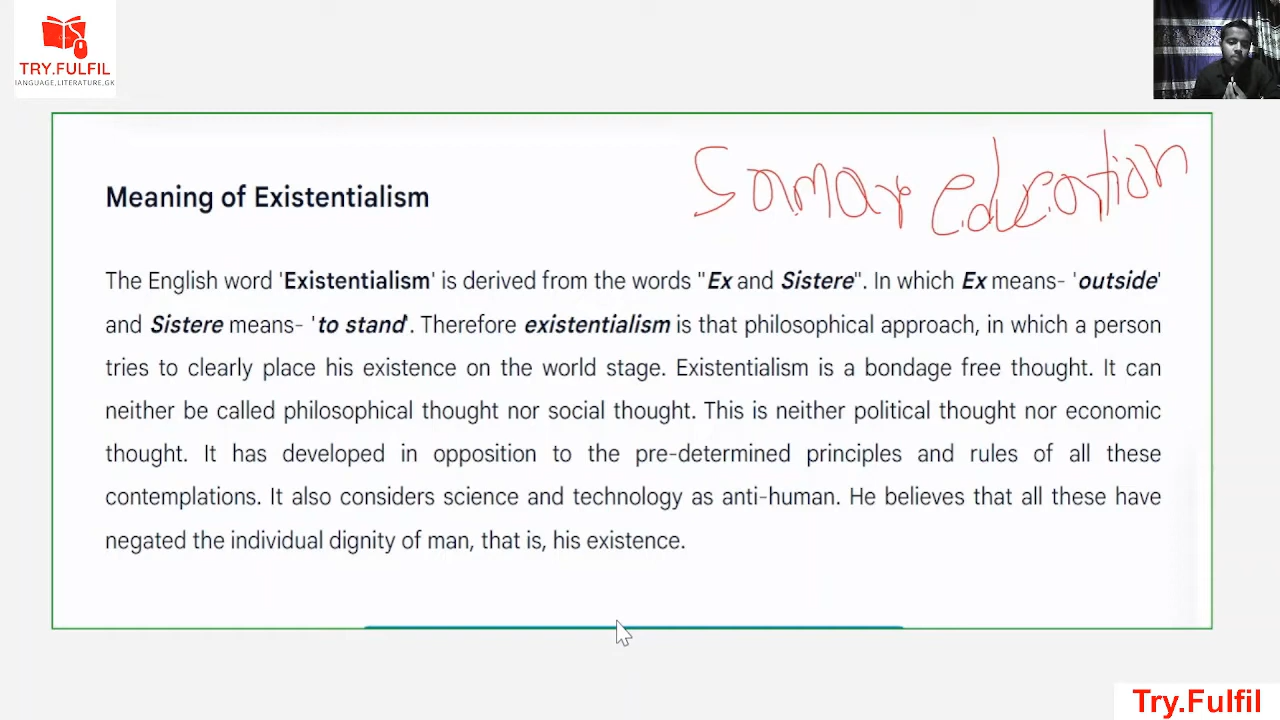 TRY.FULFIL
LANGUAGE,LITERATURE,GK
Samar education
Meaning of Existentialism
The English word 'Existentialism' is derived from the words "Ex and Sistere". In which Ex means- 'outside'
and Sistere means- 'to stand'. Therefore existentialism is that philosophical approach, in which a person
tries to clearly place his existence on the world stage. Existentialism is a bondage free thought. It can
neither be called philosophical thought nor social thought. This is neither political thought nor economic
thought. It has developed in opposition to the pre-determined principles and rules of all these
contemplations. It also considers science and technology as anti-human. He believes that all these have
negated the individual dignity of man, that is, his existence.
Try.Fulfil